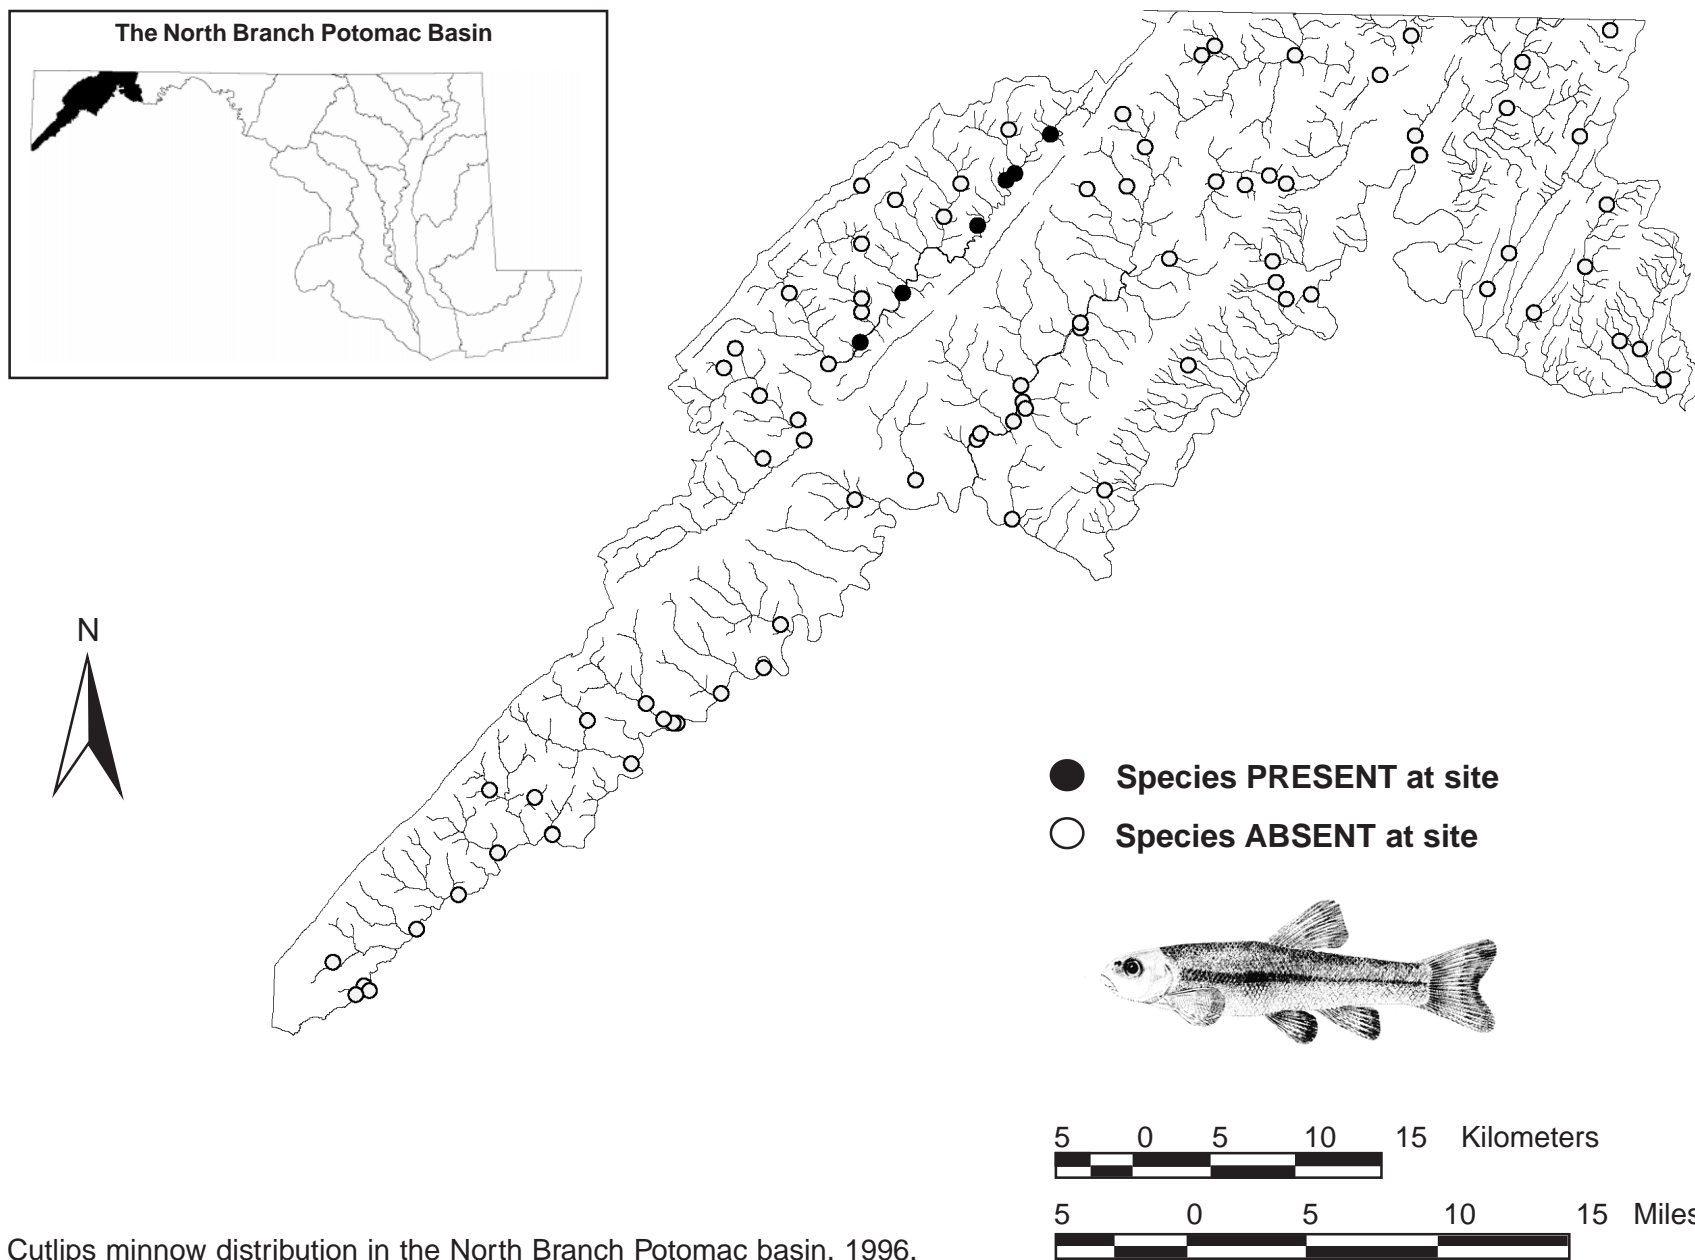 The North Branch Potomac Basin
N
Species PRESENT at site
Species ABSENT at site
5 0 5 10 15 Kilometers
5 0 5 10 15 Miles
Cutlips minnow distribution in the North Branch Potomac basin, 1996.